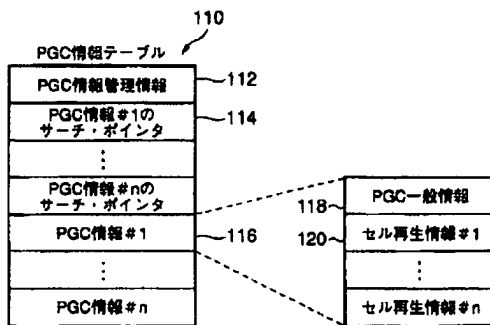 110
PGC情報テーブル
PGC情報管理情報
112
PGC情報#1の
サーチ・ポインタ
114
⋮
PGC情報#nの
サーチ・ポインタ
PGC情報#1
116
⋮
PGC情報#n
PGC一般情報
118
セル再生情報#1
120
⋮
セル再生情報#n